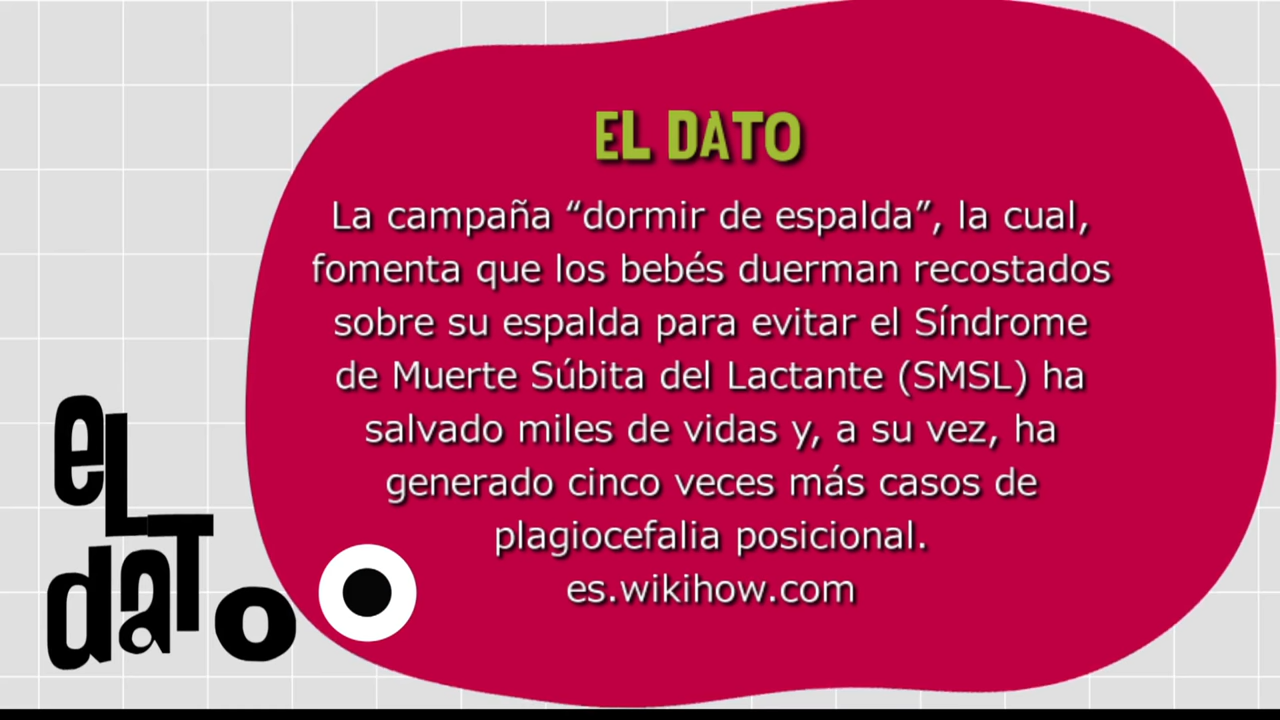 EL DATO
La campaña “dormir de espalda”, la cual,
fomenta que los bebés duerman recostados
sobre su espalda para evitar el Síndrome
de Muerte Súbita del Lactante (SMSL) ha
salvado miles de vidas y, a su vez, ha
generado cinco veces más casos de
plagiocefalia posicional.
es.wikihow.com
eL
daTo